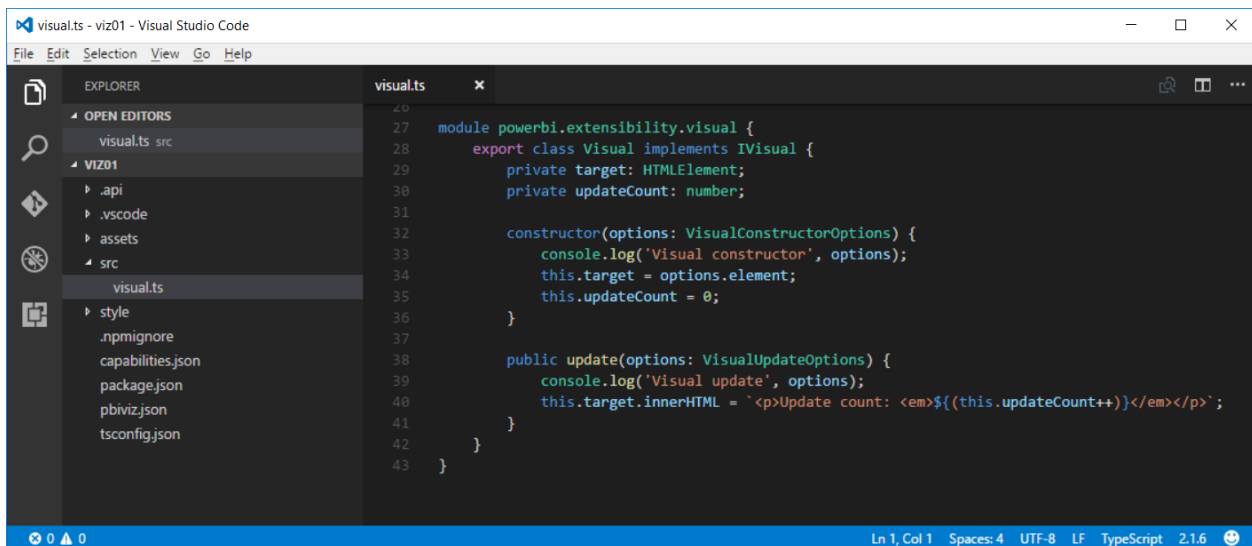 visual.ts - viz01 - Visual Studio Code
File Edit Selection View Go Help
EXPLORER
OPEN EDITORS
visual.ts src
VIZ01
.api
.vscode
assets
src
visual.ts
style
.npmignore
capabilities.json
package.json
pbiviz.json
tsconfig.json
visual.ts
26
27 module powerbi.extensibility.visual {
28     export class Visual implements IVisual {
29         private target: HTMLElement;
30         private updateCount: number;
31
32         constructor(options: VisualConstructorOptions) {
33             console.log('Visual constructor', options);
34             this.target = options.element;
35             this.updateCount = 0;
36         }
37
38         public update(options: VisualUpdateOptions) {
39             console.log('Visual update', options);
40             this.target.innerHTML = `<p>Update count: <em>${(this.updateCount++)}</em></p>`;
41         }
42     }
43 }
0 0 Ln 1, Col 1 Spaces: 4 UTF-8 LF TypeScript 2.1.6